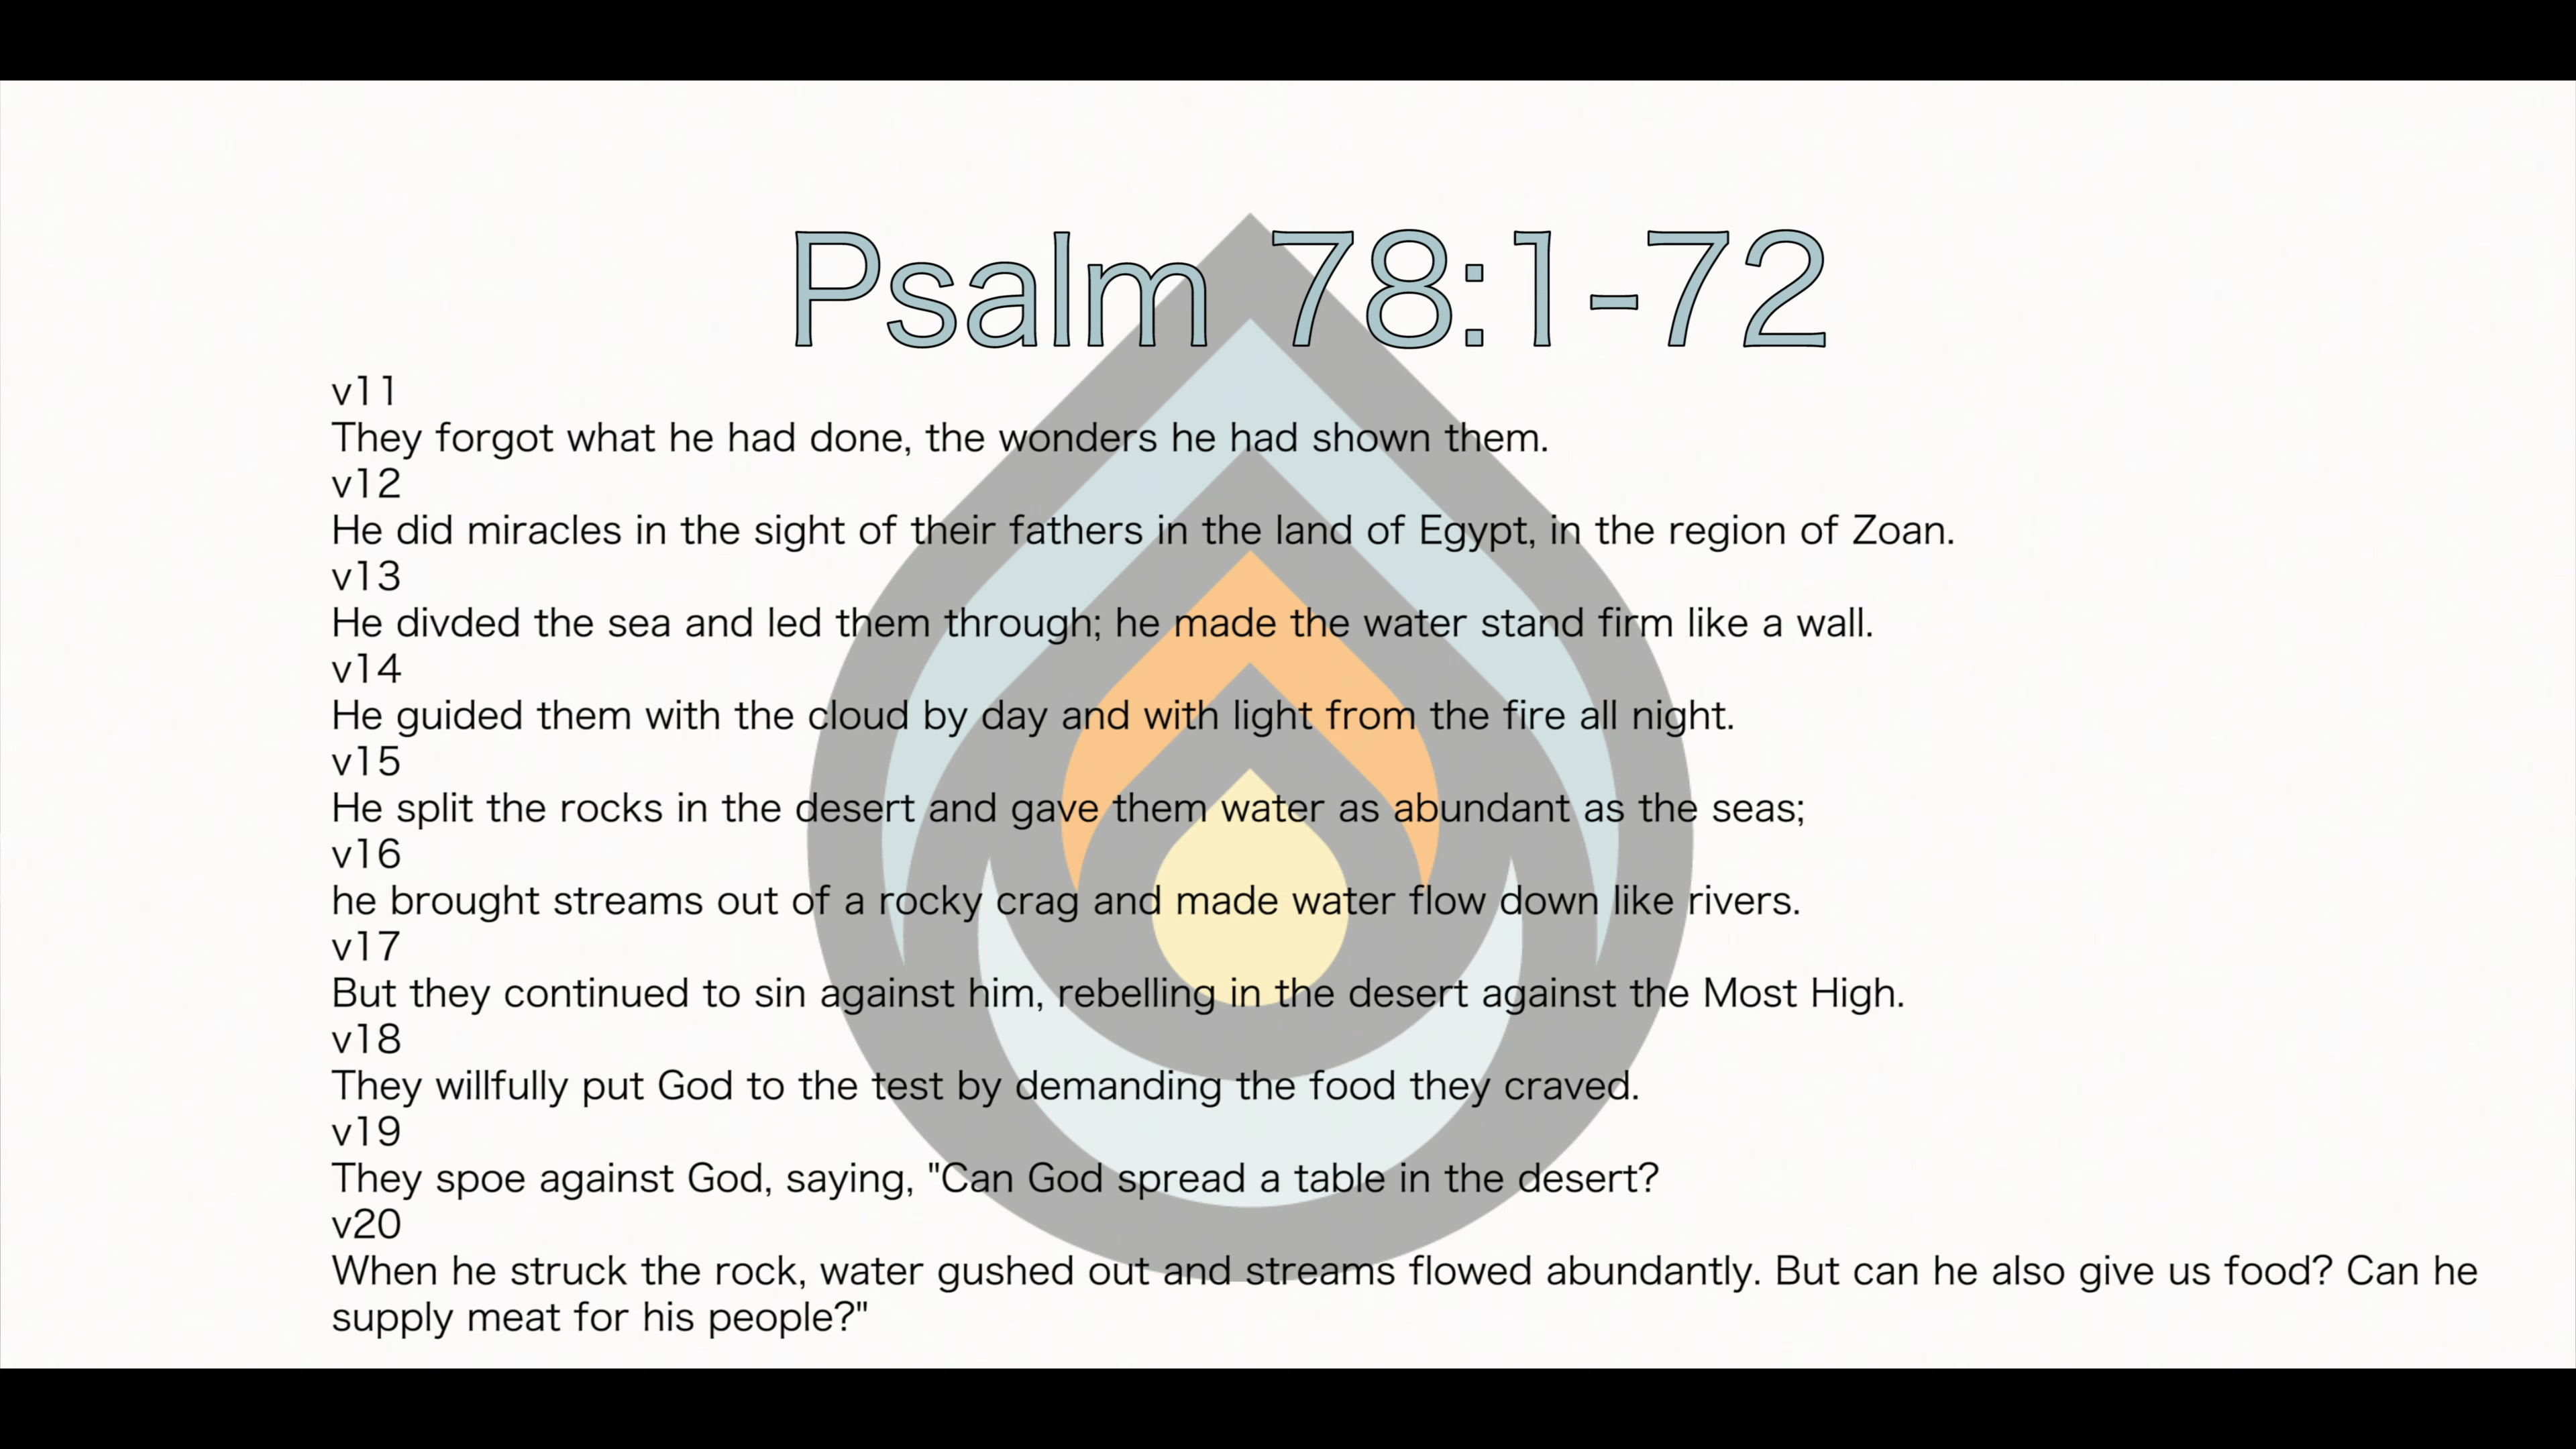 Psalm 78:1-72
v11
They forgot what he had done, the wonders he had shown them.
v12
He did miracles in the sight of their fathers in the land of Egypt, in the region of Zoan.
v13
He divded the sea and led them through; he made the water stand firm like a wall.
v14
He guided them with the cloud by day and with light from the fire all night.
v15
He split the rocks in the desert and gave them water as abundant as the seas;
v16
he brought streams out of a rocky crag and made water flow down like rivers.
v17
But they continued to sin against him, rebelling in the desert against the Most High.
v18
They willfully put God to the test by demanding the food they craved.
v19
They spoe against God, saying, "Can God spread a table in the desert?
v20
When he struck the rock, water gushed out and streams flowed abundantly. But can he also give us food? Can he
supply meat for his people?"